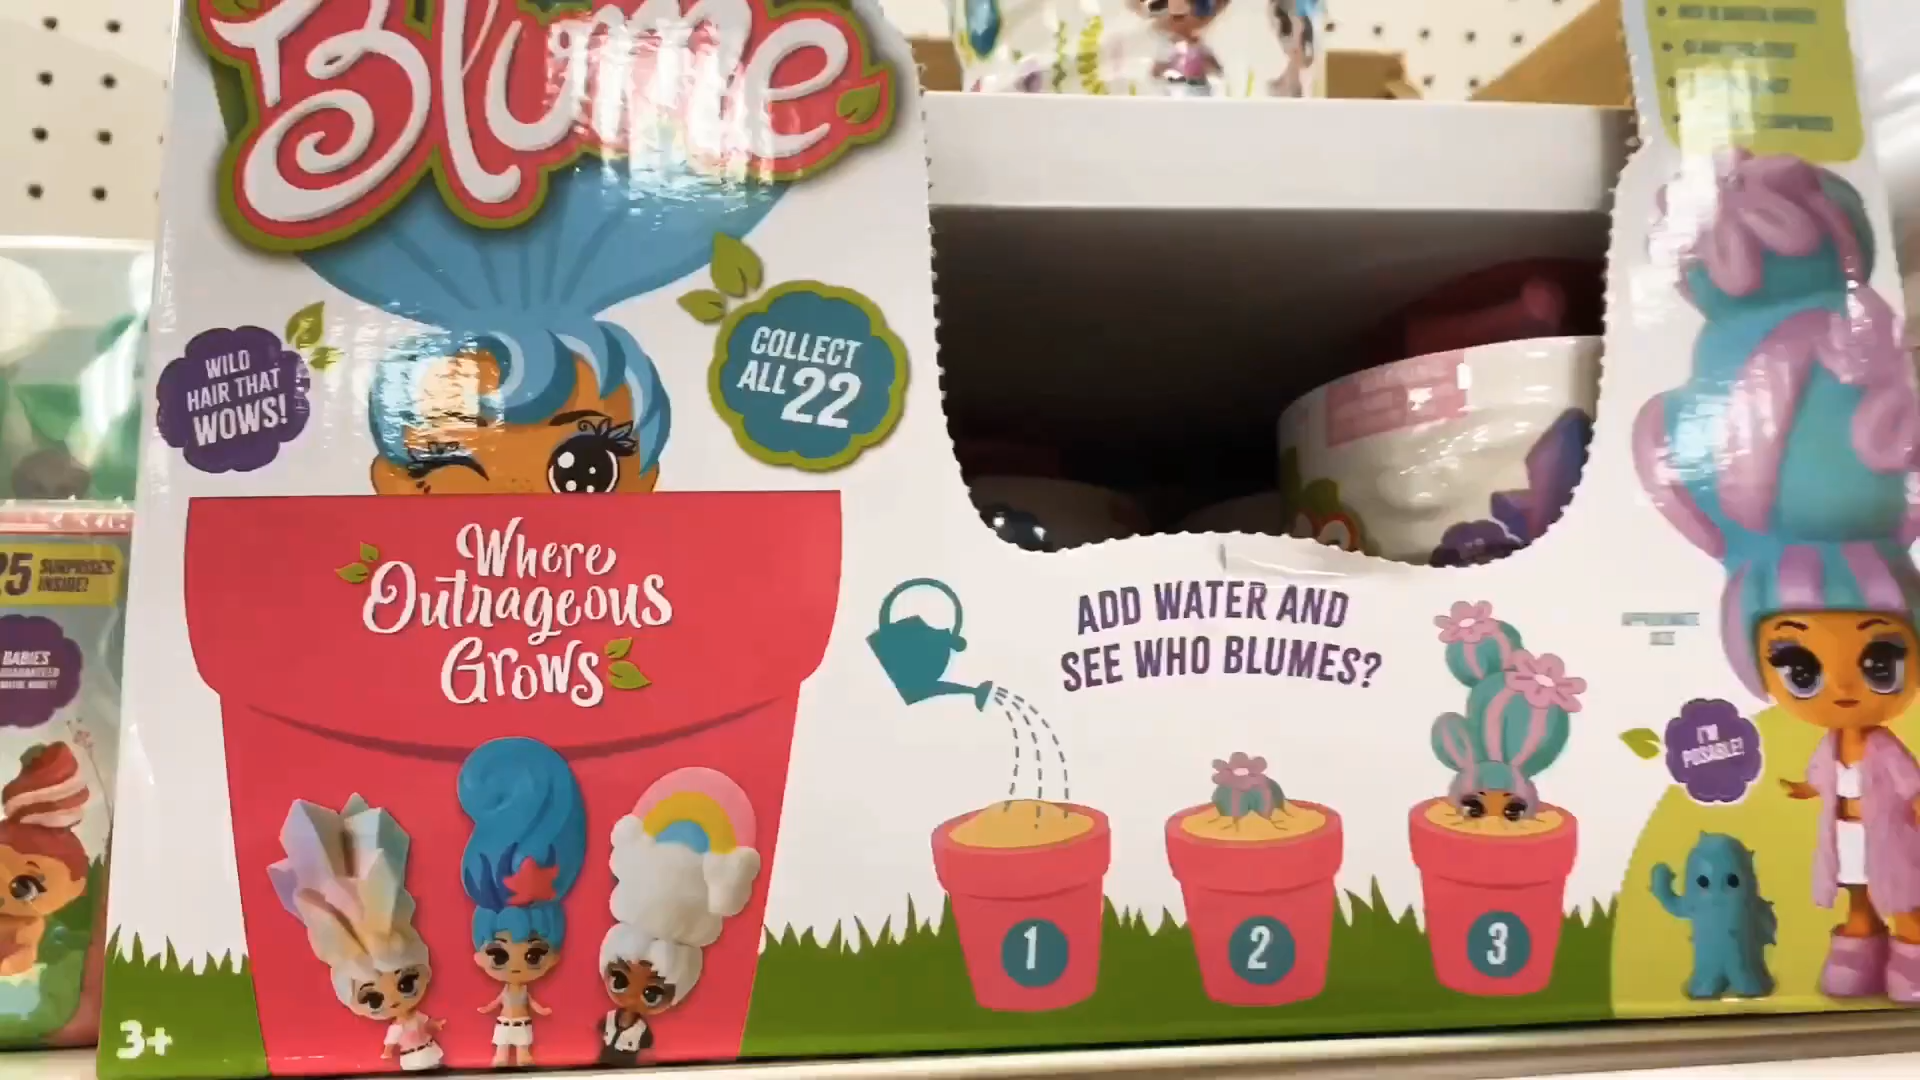 Blume
WILD
HAIR THAT
WOWS!
COLLECT
ALL 22
Where
Outrageous
Grows
ADD WATER AND
SEE WHO BLUMES?
1
2
3
I'M
POSABLE!
3+
25 SURPRISES
INSIDE!
BABIES